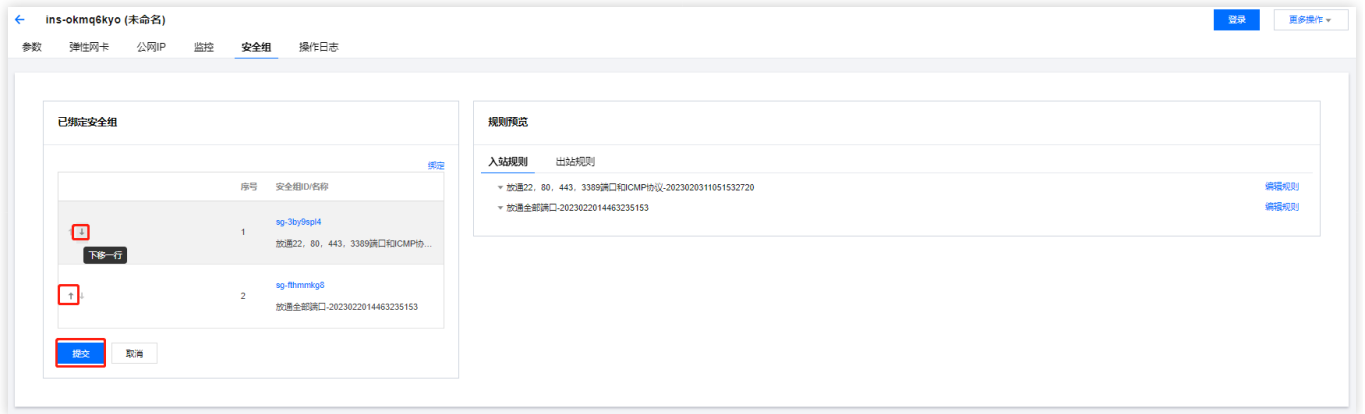 ins-okmq6kyo (未命名)
登录
更多操作
参数 弹性网卡 公网IP 监控 安全组 操作日志
已绑定安全组
绑定
序号 安全组ID/名称
1
sg-3by9spl4
放通22，80，443，3389端口和ICMP协...
下移一行
2
sg-fthmmkg8
放通全部端口-2023022014463235153
提交 取消
规则预览
入站规则 出站规则
放通22，80，443，3389端口和ICMP协议-2023020311051532720 编辑规则
放通全部端口-2023022014463235153 编辑规则